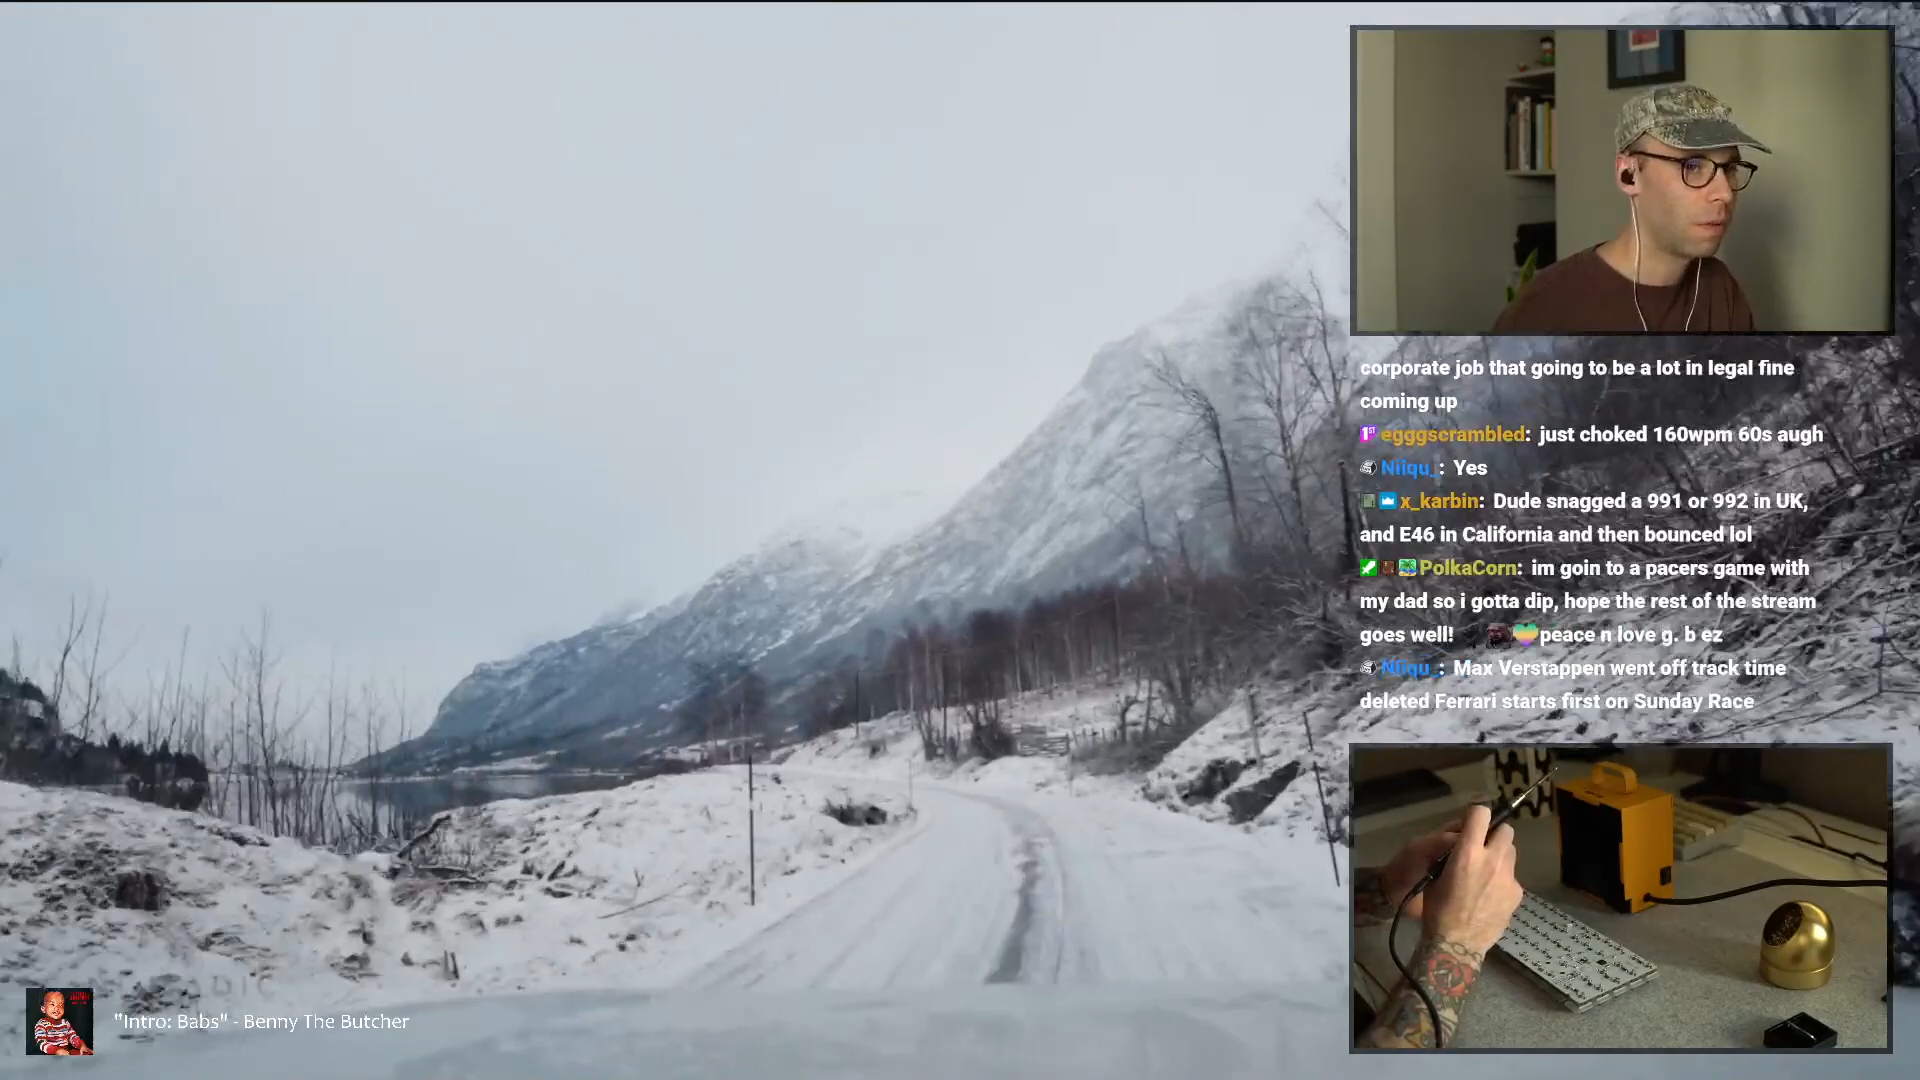 corporate job that going to be a lot in legal fine
coming up
egggscrambled: just choked 160wpm 60s augh
Niiqu_: Yes
x_karbin: Dude snagged a 991 or 992 in UK,
and E46 in California and then bounced lol
PolkaCorn: im goin to a pacers game with
my dad so i gotta dip, hope the rest of the stream
goes well! peace n love g. b ez
Niiqu_: Max Verstappen went off track time
deleted Ferrari starts first on Sunday Race
"Intro: Babs" - Benny The Butcher